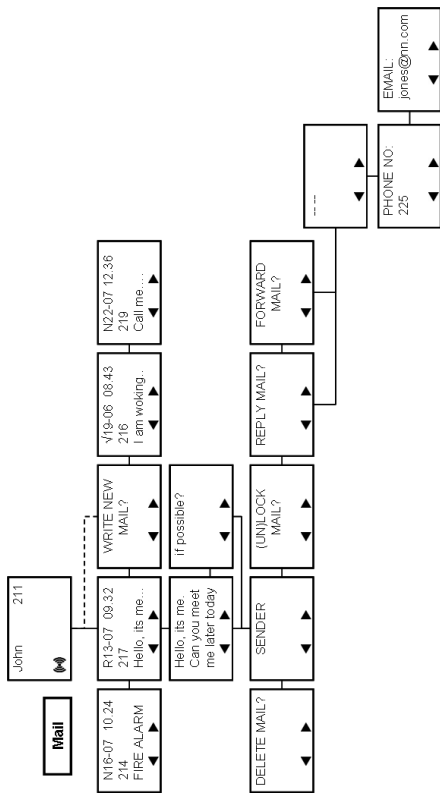 Mail
John 211
N16-07 10.24
214
FIRE ALARM
R13-07 09.32
217
Hello, its me...
WRITE NEW
MAIL?
√19-06 08.43
216
I am woking..
N22-07 12.36
219
Call me....
Hello, its me.
Can you meet
me later today
if possible?
DELETE MAIL?
SENDER
(UN)LOCK
MAIL?
REPLY MAIL?
FORWARD
MAIL?
-- --
PHONE NO:
225
EMAIL:
jones@nn.com